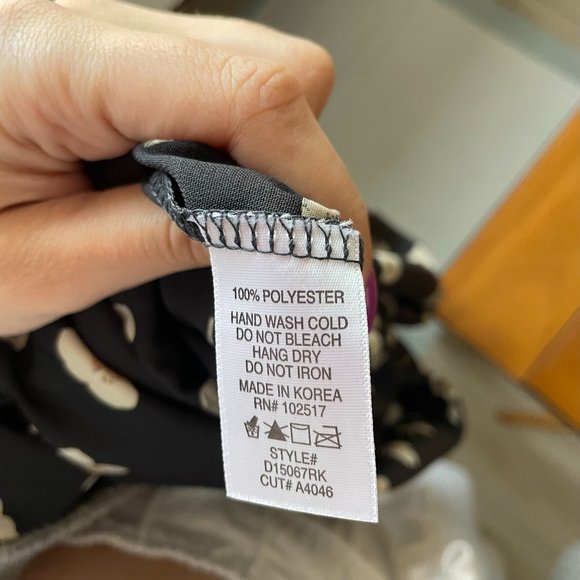 100% POLYESTER
HAND WASH COLD
DO NOT BLEACH
HANG DRY
DO NOT IRON
MADE IN KOREA
RN# 102517
STYLE#
D15067RK
CUT# A4046